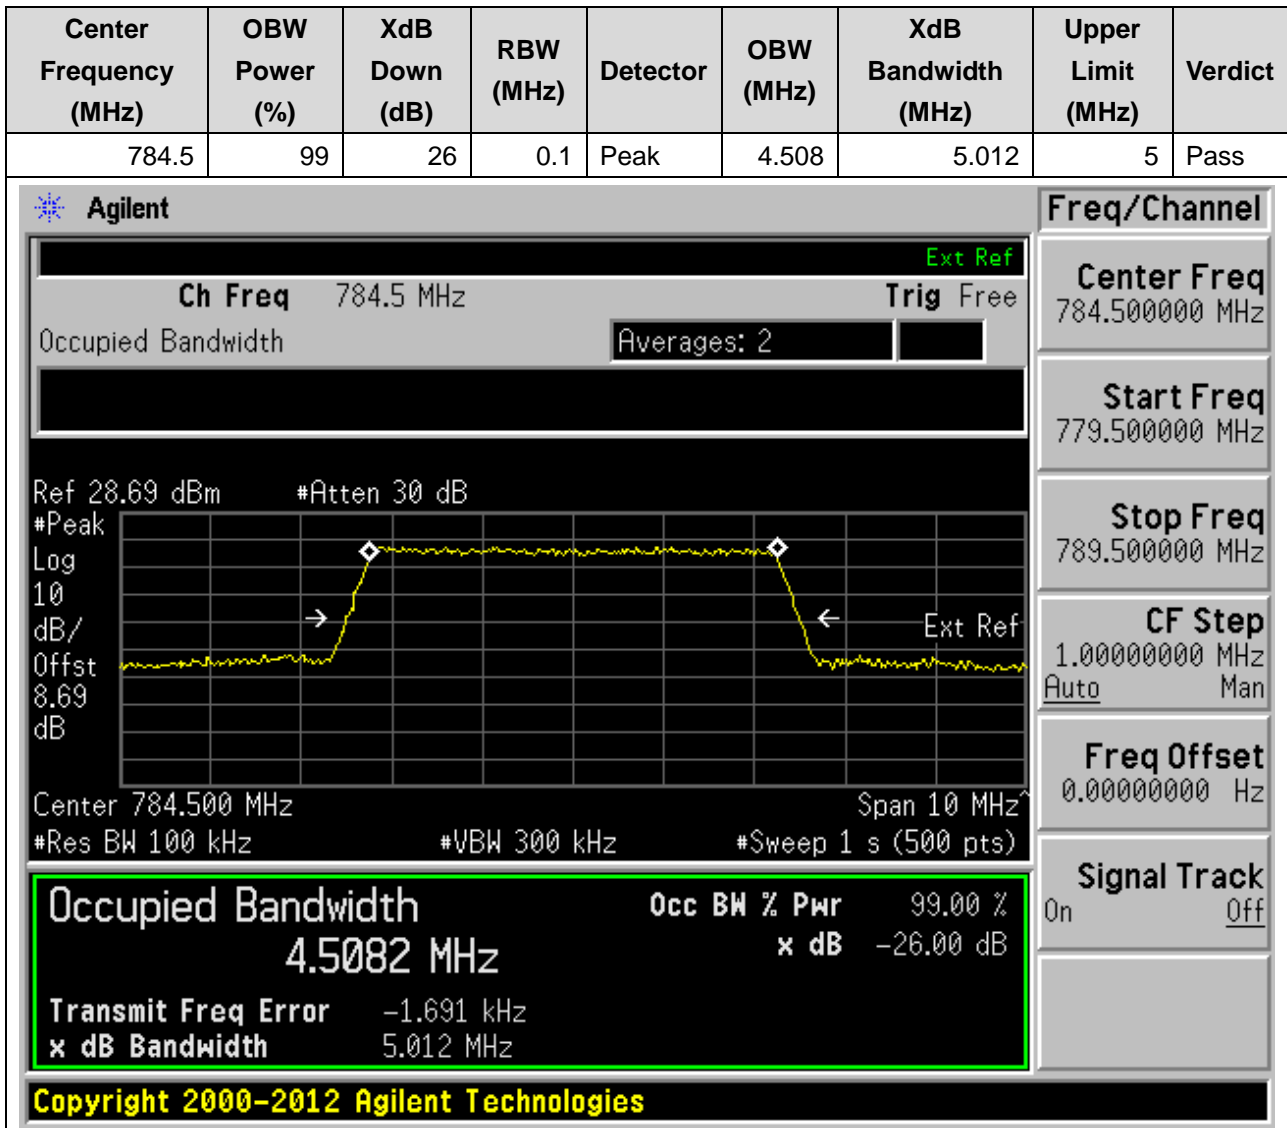 Center Frequency (MHz) OBW Power (%) XdB Down (dB) RBW (MHz) Detector OBW (MHz) XdB Bandwidth (MHz) Upper Limit (MHz) Verdict
784.5 99 26 0.1 Peak 4.508 5.012 5 Pass
Agilent
Freq/Channel
Ext Ref
Ch Freq 784.5 MHz Trig Free
Occupied Bandwidth Averages: 2
Center Freq
784.500000 MHz
Start Freq
779.500000 MHz
Stop Freq
789.500000 MHz
CF Step
1.00000000 MHz
Auto Man
Freq Offset
0.00000000 Hz
Signal Track
On Off
Ref 28.69 dBm #Atten 30 dB
#Peak
Log
10
dB/
Offst
8.69
dB
Ext Ref
Center 784.500 MHz Span 10 MHz^
#Res BW 100 kHz #VBW 300 kHz #Sweep 1 s (500 pts)
Occupied Bandwidth Occ BW % Pwr 99.00 %
4.5082 MHz x dB -26.00 dB
Transmit Freq Error -1.691 kHz
x dB Bandwidth 5.012 MHz
Copyright 2000-2012 Agilent Technologies